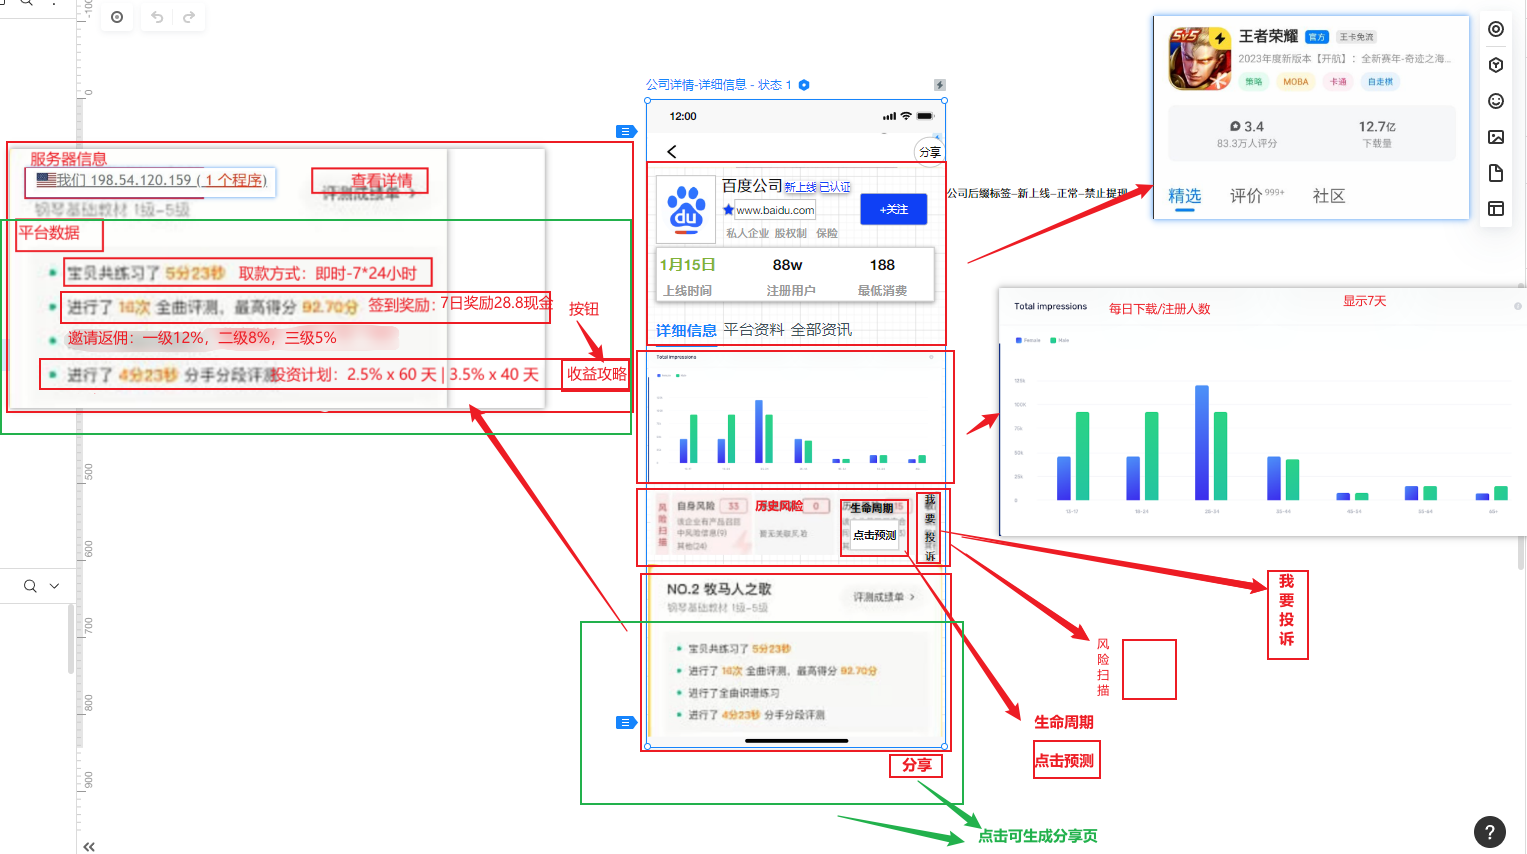 公司详情-详细信息 - 状态 1
12:00
分享
百度公司 新上线 已认证
www.baidu.com
+关注
私人企业 股权制 保险
1月15日 88w 188
上线时间 注册用户 最低消费
详细信息 平台资料 全部资讯
Total impressions
风险扫描
自身风险 33
中风险信息(9)
其他(24)
历史风险 0
生命周期
点击预测
我要投诉
NO.2 牧马人之歌
钢琴基础教材 1级-5级
评测成绩单 >
宝贝共练习了 5分23秒
进行了 10次 全曲评测，最高得分 92.70分
进行了全曲识谱练习
进行了 4分23秒 分手分段评测
分享
点击可生成分享页
服务器信息
我们 198.54.120.159 ( 1 个程序)
查看详情
评测成绩单 >
钢琴基础教材 1级-5级
平台数据
宝贝共练习了 5分23秒 取款方式：即时-7*24小时
进行了 10次 全曲评测，最高得分 92.70分 签到奖励：7日奖励28.8现金
邀请返佣：一级12%，二级8%，三级5%
进行了 4分23秒 分手分段评测
投资计划：2.5% x 60 天 | 3.5% x 40 天
按钮
收益攻略
公司后缀标签–新上线–正常–禁止提现
王者荣耀 官方 王卡免流
2023年度新版本【开航】：全新赛年-奇迹之海...
策略 MOBA 卡通 自走棋
3.4 12.7亿
83.3万人评分 下载量
精选 评价 999+ 社区
Total impressions
每日下载/注册人数
显示7天
Female Male
我要投诉
风险扫描
生命周期
点击预测
-100
0
500
600
700
800
900
?